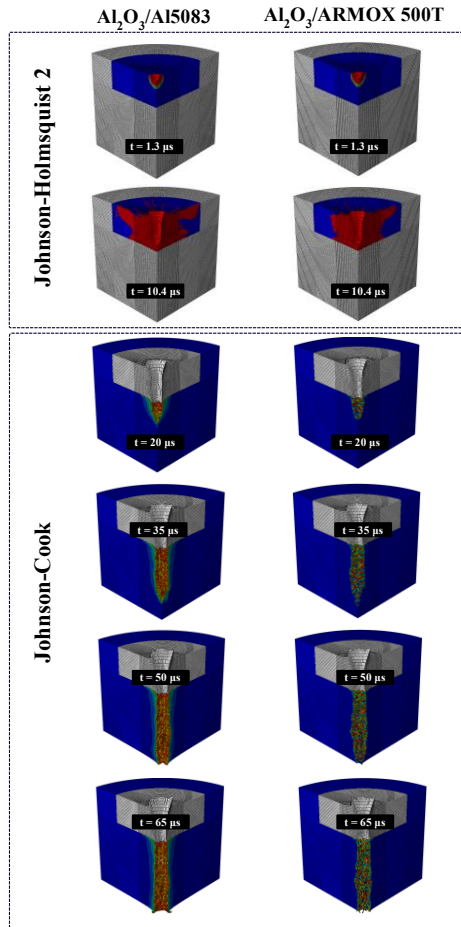 Al₂O₃/Al5083 Al₂O₃/ARMOX 500T
Johnson-Holmsquist 2
t = 1.3 µs t = 1.3 µs
t = 10.4 µs t = 10.4 µs
Johnson-Cook
t = 20 µs t = 20 µs
t = 35 µs t = 35 µs
t = 50 µs t = 50 µs
t = 65 µs t = 65 µs